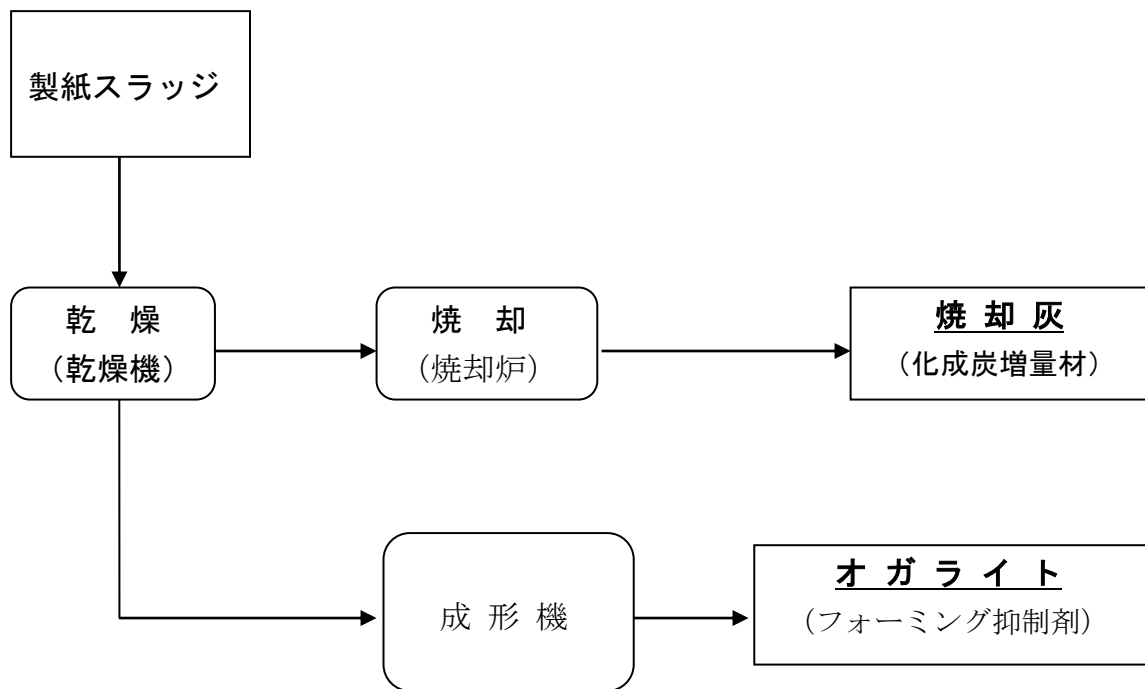 製紙スラッジ
乾　燥
（乾燥機）
焼　却
（焼却炉）
焼 却 灰
（化成炭増量材）
成 形 機
オ ガ ラ イ ト
（フォーミング抑制剤）